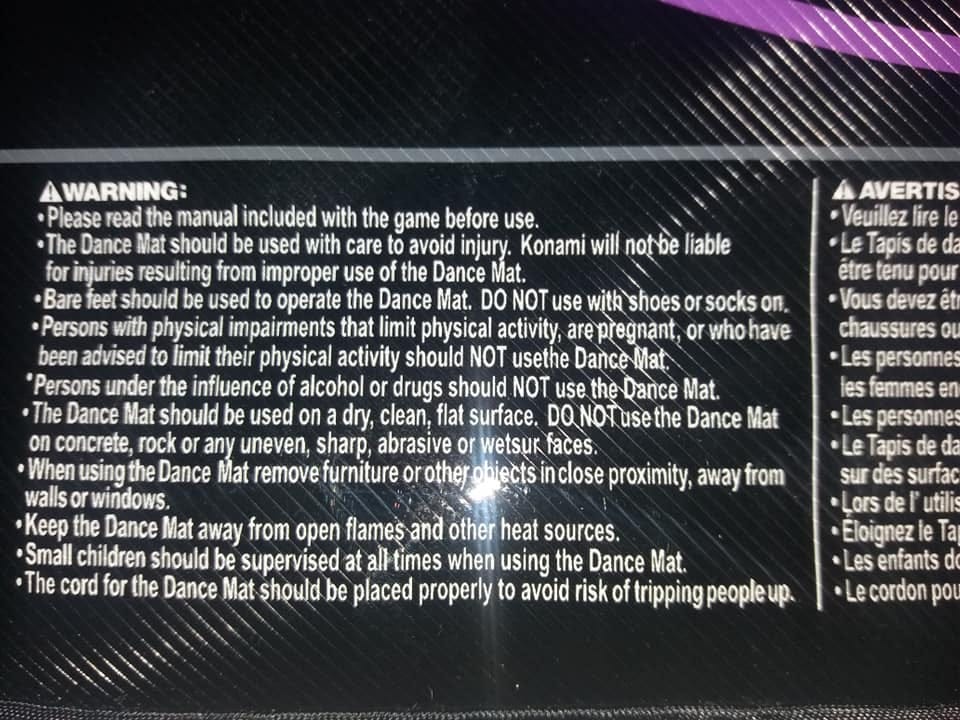 ⚠WARNING:
•Please read the manual included with the game before use.
•The Dance Mat should be used with care to avoid injury. Konami will not be liable
for injuries resulting from improper use of the Dance Mat.
•Bare feet should be used to operate the Dance Mat. DO NOT use with shoes or socks on.
•Persons with physical impairments that limit physical activity, are pregnant, or who have
been advised to limit their physical activity should NOT usethe Dance Mat.
•Persons under the influence of alcohol or drugs should NOT use the Dance Mat.
•The Dance Mat should be used on a dry, clean, flat surface. DO NOT use the Dance Mat
on concrete, rock or any uneven, sharp, abrasive or wetsur faces.
•When using the Dance Mat remove furniture or other objects in close proximity, away from
walls or windows.
•Keep the Dance Mat away from open flames and other heat sources.
•Small children should be supervised at all times when using the Dance Mat.
•The cord for the Dance Mat should be placed properly to avoid risk of tripping people up.
⚠ AVERTIS
•Veuillez lire le
•Le Tapis de da
être tenu pour
•Vous devez êtr
chaussures ou
•Les personnes
les femmes en
•Les personnes
•Le Tapis de da
sur des surfac
•Lors de l' utilis
•Éloignez le Tap
•Les enfants do
•Le cordon pou